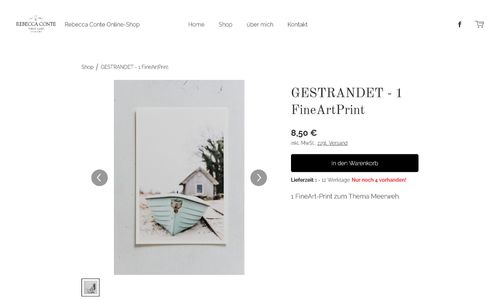 REBECCA CONTE
Rebecca Conte Online-Shop
Home
Shop
über mich
Kontakt
Shop / GESTRANDET - 1 FineArtPrint
GESTRANDET - 1
FineArtPrint
8,50 €
inkl. MwSt., zzgl. Versand
In den Warenkorb
Lieferzeit 1 - 12 Werktage Nur noch 4 vorhanden!
1 FineArt-Print zum Thema Meerweh.